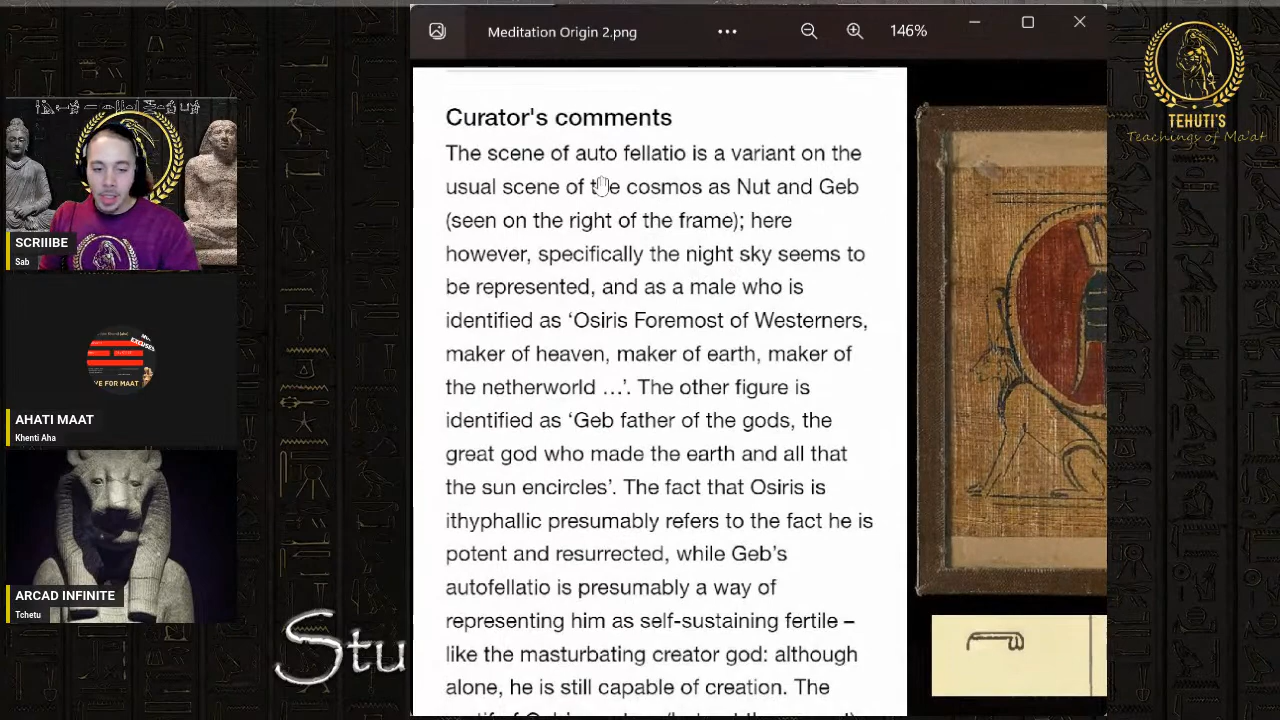 Meditation Origin 2.png
146%
Curator's comments
The scene of auto fellatio is a variant on the
usual scene of the cosmos as Nut and Geb
(seen on the right of the frame); here
however, specifically the night sky seems to
be represented, and as a male who is
identified as ‘Osiris Foremost of Westerners,
maker of heaven, maker of earth, maker of
the netherworld …’. The other figure is
identified as ‘Geb father of the gods, the
great god who made the earth and all that
the sun encircles’. The fact that Osiris is
ithyphallic presumably refers to the fact he is
potent and resurrected, while Geb’s
autofellatio is presumably a way of
representing him as self-sustaining fertile –
like the masturbating creator god: although
alone, he is still capable of creation. The
TEHUTI'S
Teachings of Ma'at
SCRIIIBE
Sab
EXCUSES
VE FOR MAAT
AHATI MAAT
Khenti Aha
ARCAD INFINITE
Tchetu
Stu